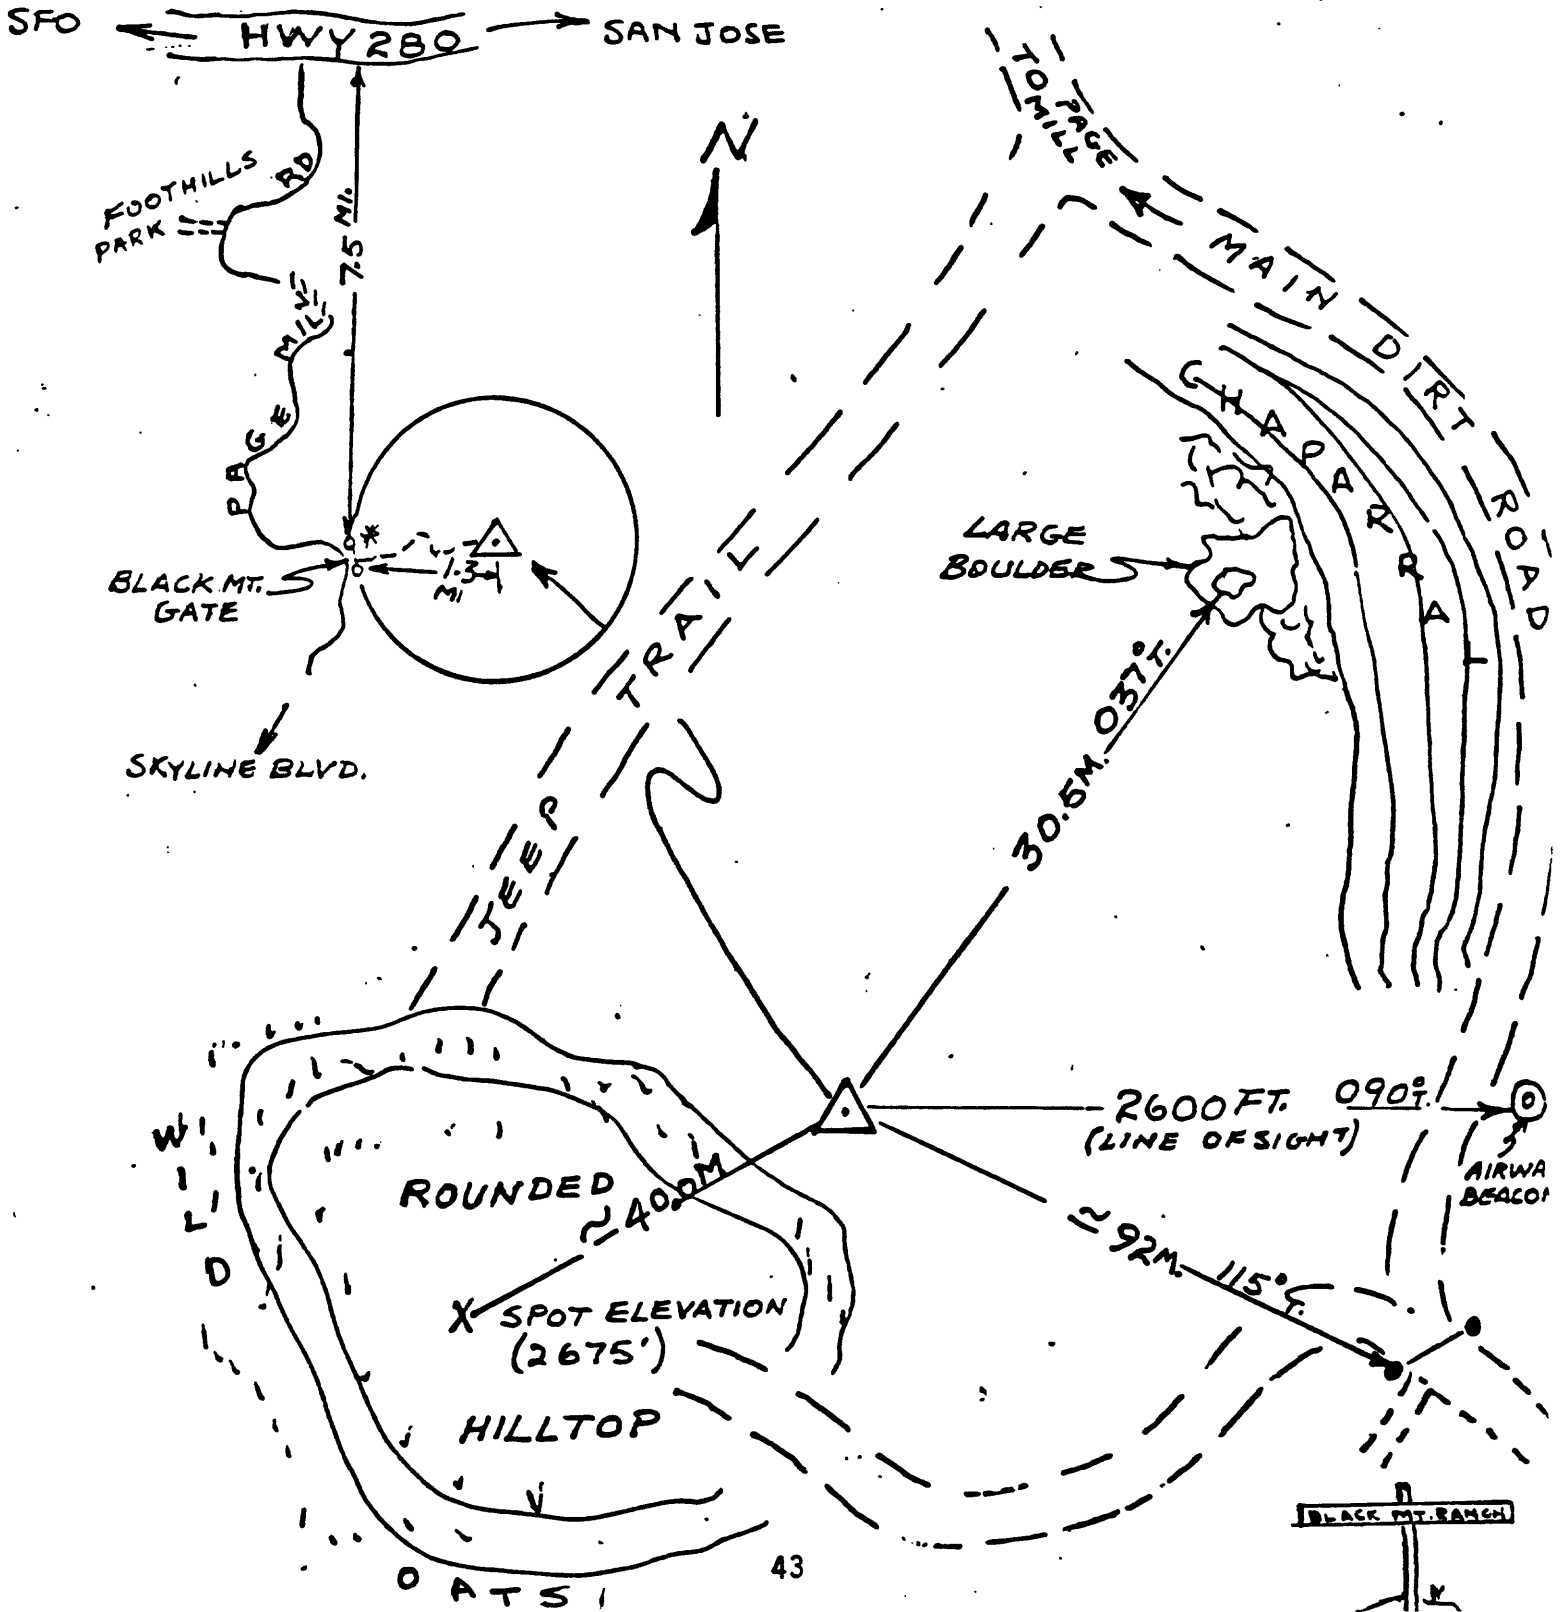 SFO
HWY 280
SAN JOSE
TO PAGE
MILL
N
FOOTHILLS
PARK
7.5 MI.
PAGE MILL RD
MAIN DIRT ROAD
CHAPARRAL
*
1.3
MI
BLACK MT.
GATE
SKYLINE BLVD.
LARGE
BOULDER
JEEP TRAIL
30.5M. 037°T.
2600 FT. 090°T.
(LINE OF SIGHT)
AIRWA
BEACO
≈ 40.0M
≈ 92M. 115°T.
ROUNDED
X SPOT ELEVATION
(2675')
HILLTOP
WILD
OATS
BLACK MT. RANCH
43